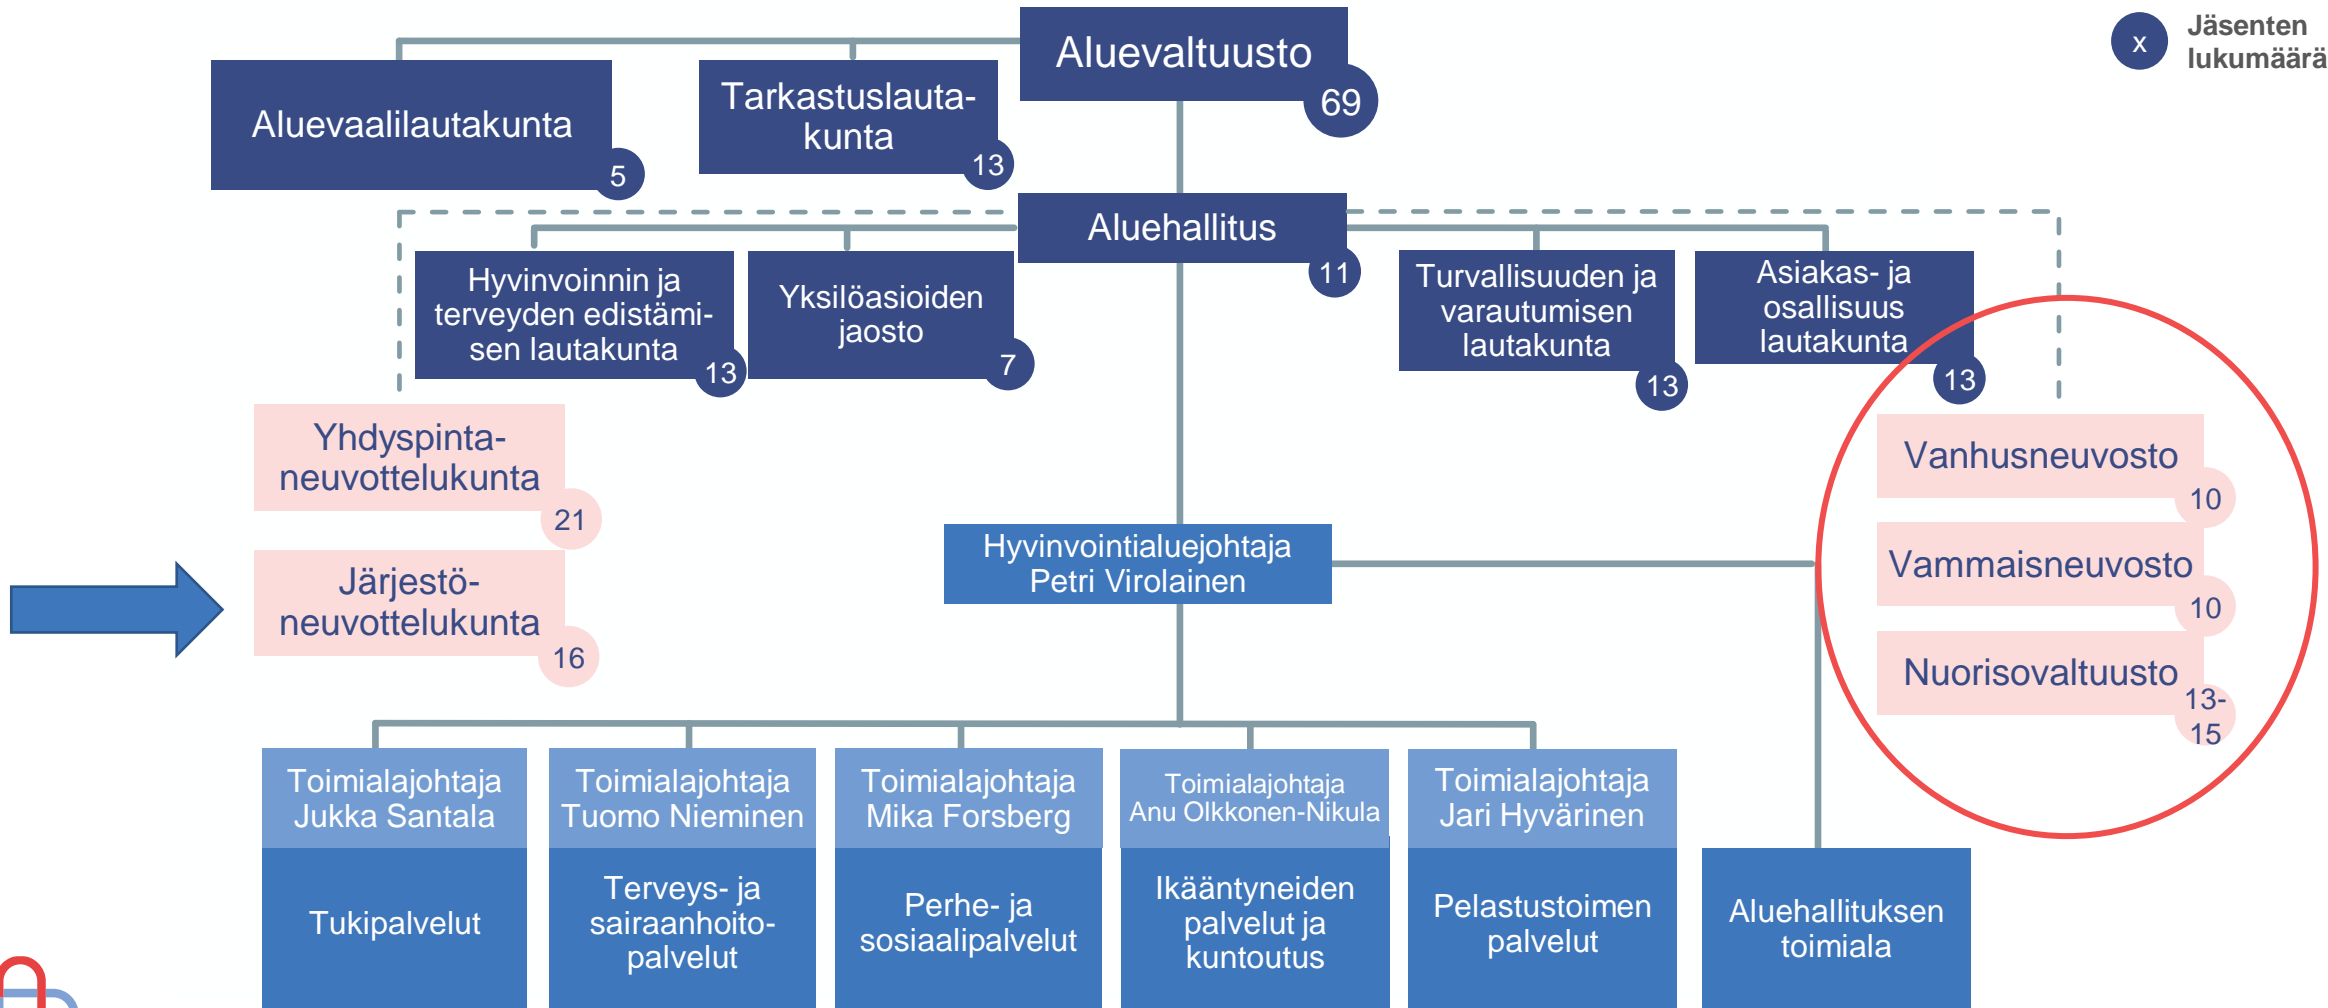 x
Jäsenten
lukumäärä
Aluevaltuusto
69
Aluevaalilautakunta
5
Tarkastuslauta-
kunta
13
Aluehallitus
11
Hyvinvoinnin ja
terveyden edistämi-
sen lautakunta
13
Yksilöasioiden
jaosto
7
Turvallisuuden ja
varautumisen
lautakunta
13
Asiakas- ja
osallisuus
lautakunta
13
Yhdyspinta-
neuvottelukunta
21
Järjestö-
neuvottelukunta
16
Vanhusneuvosto
10
Vammaisneuvosto
10
Nuorisovaltuusto
13-
15
Hyvinvointialuejohtaja
Petri Virolainen
Toimialajohtaja
Jukka Santala
Tukipalvelut
Toimialajohtaja
Tuomo Nieminen
Terveys- ja
sairaanhoito-
palvelut
Toimialajohtaja
Mika Forsberg
Perhe- ja
sosiaalipalvelut
Toimialajohtaja
Anu Olkkonen-Nikula
Ikääntyneiden
palvelut ja
kuntoutus
Toimialajohtaja
Jari Hyvärinen
Pelastustoimen
palvelut
Aluehallituksen
toimiala